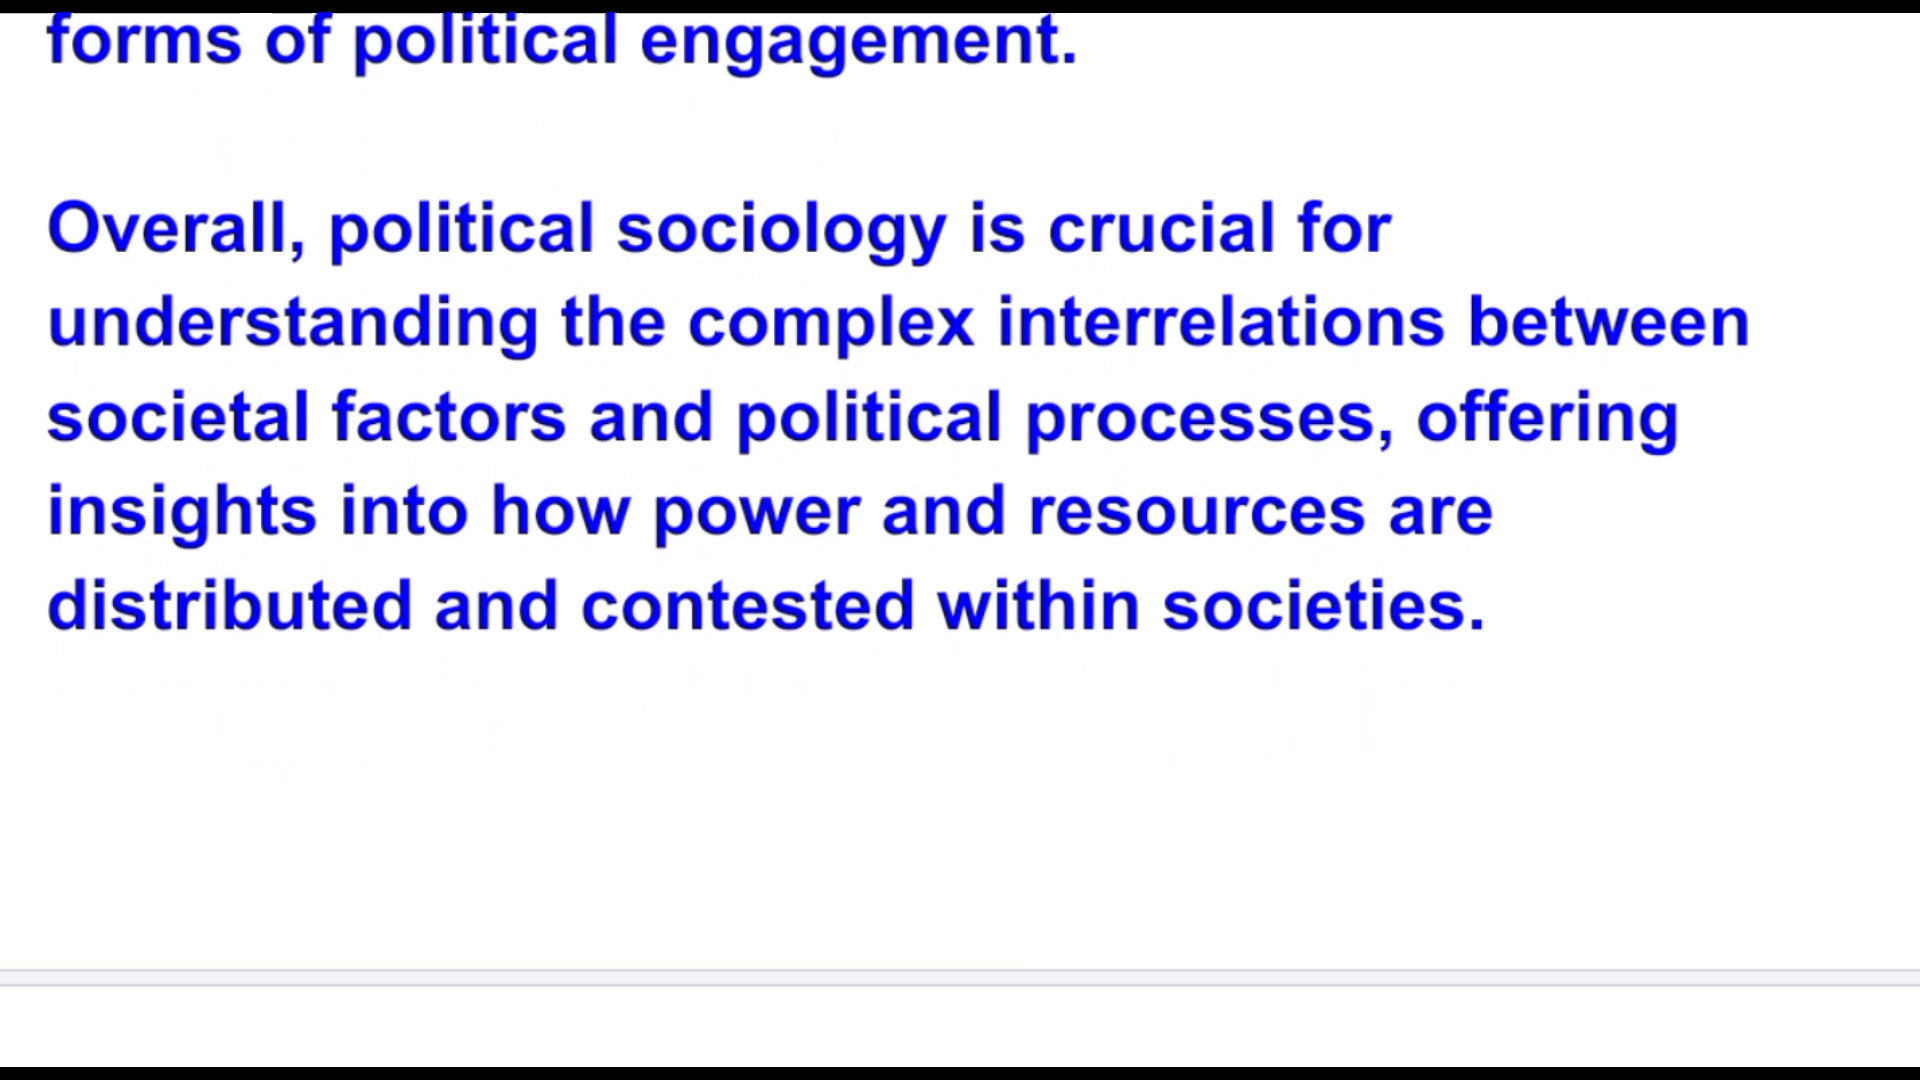 forms of political engagement.
Overall, political sociology is crucial for
understanding the complex interrelations between
societal factors and political processes, offering
insights into how power and resources are
distributed and contested within societies.